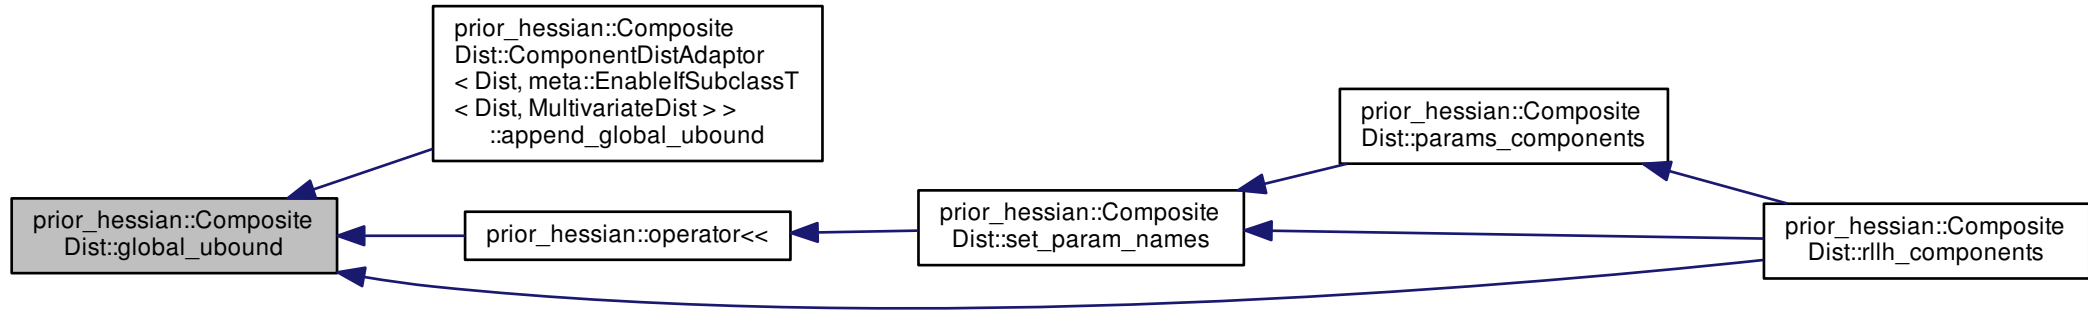 prior_hessian::Composite
Dist::ComponentDistAdaptor
< Dist, meta::EnableIfSubclassT
< Dist, MultivariateDist > >
::append_global_ubound
prior_hessian::Composite
Dist::params_components
prior_hessian::Composite
Dist::global_ubound
prior_hessian::operator<<
prior_hessian::Composite
Dist::set_param_names
prior_hessian::Composite
Dist::rllh_components